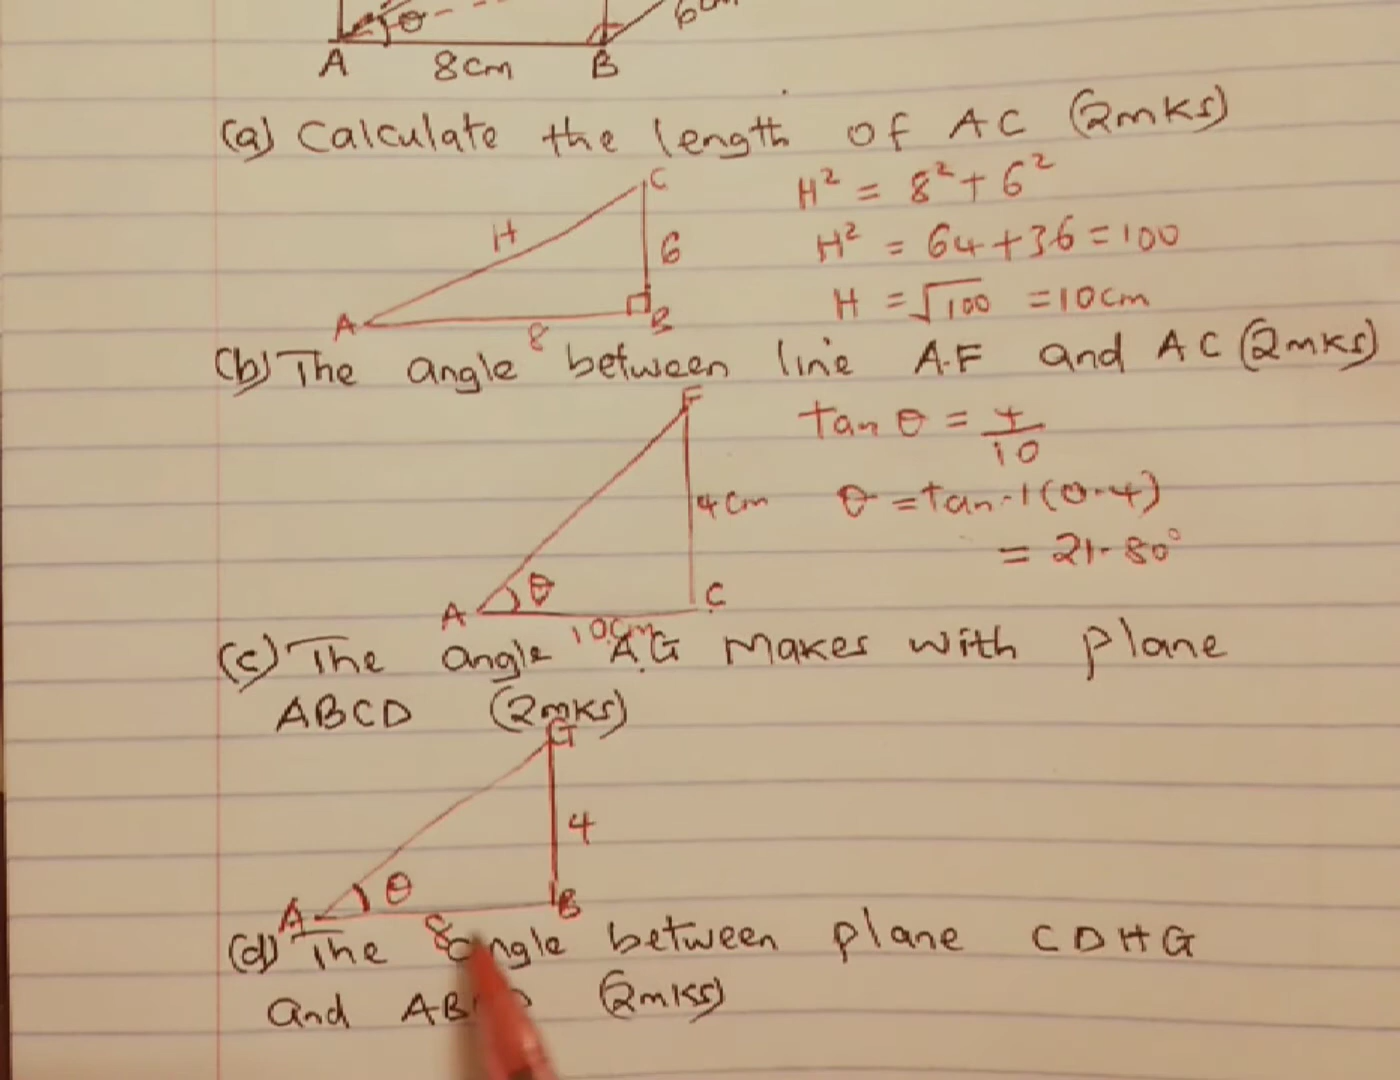 θ 6cm
A 8cm B
(a) Calculate the length of AC (2mks)
C
H 6
A 8 B
H² = 8² + 6²
H² = 64+36=100
H = √100 = 10cm
(b) The angle between line A.F and AC (2mks)
F
4cm
A θ 10cm C
tan θ = 4/10
θ = tan-1(0.4)
= 21.80°
(c) The angle AG Makes with plane
ABCD (2mks)
G
4
A θ 8 B
(d) The angle between plane CDHG
and (2mks)